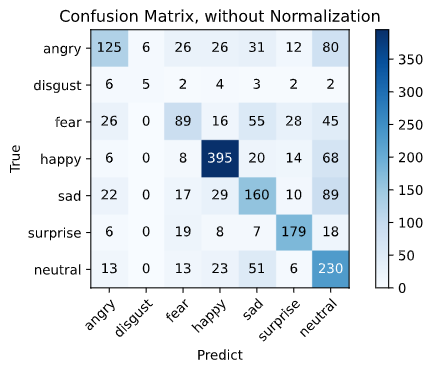 Confusion Matrix, without Normalization
angry 125 6 26 26 31 12 80
disgust 6 5 2 4 3 2 2
fear 26 0 89 16 55 28 45
happy 6 0 8 395 20 14 68
sad 22 0 17 29 160 10 89
surprise 6 0 19 8 7 179 18
neutral 13 0 13 23 51 6 230
angry disgust fear happy sad surprise neutral
True
Predict
350
300
250
200
150
100
50
0